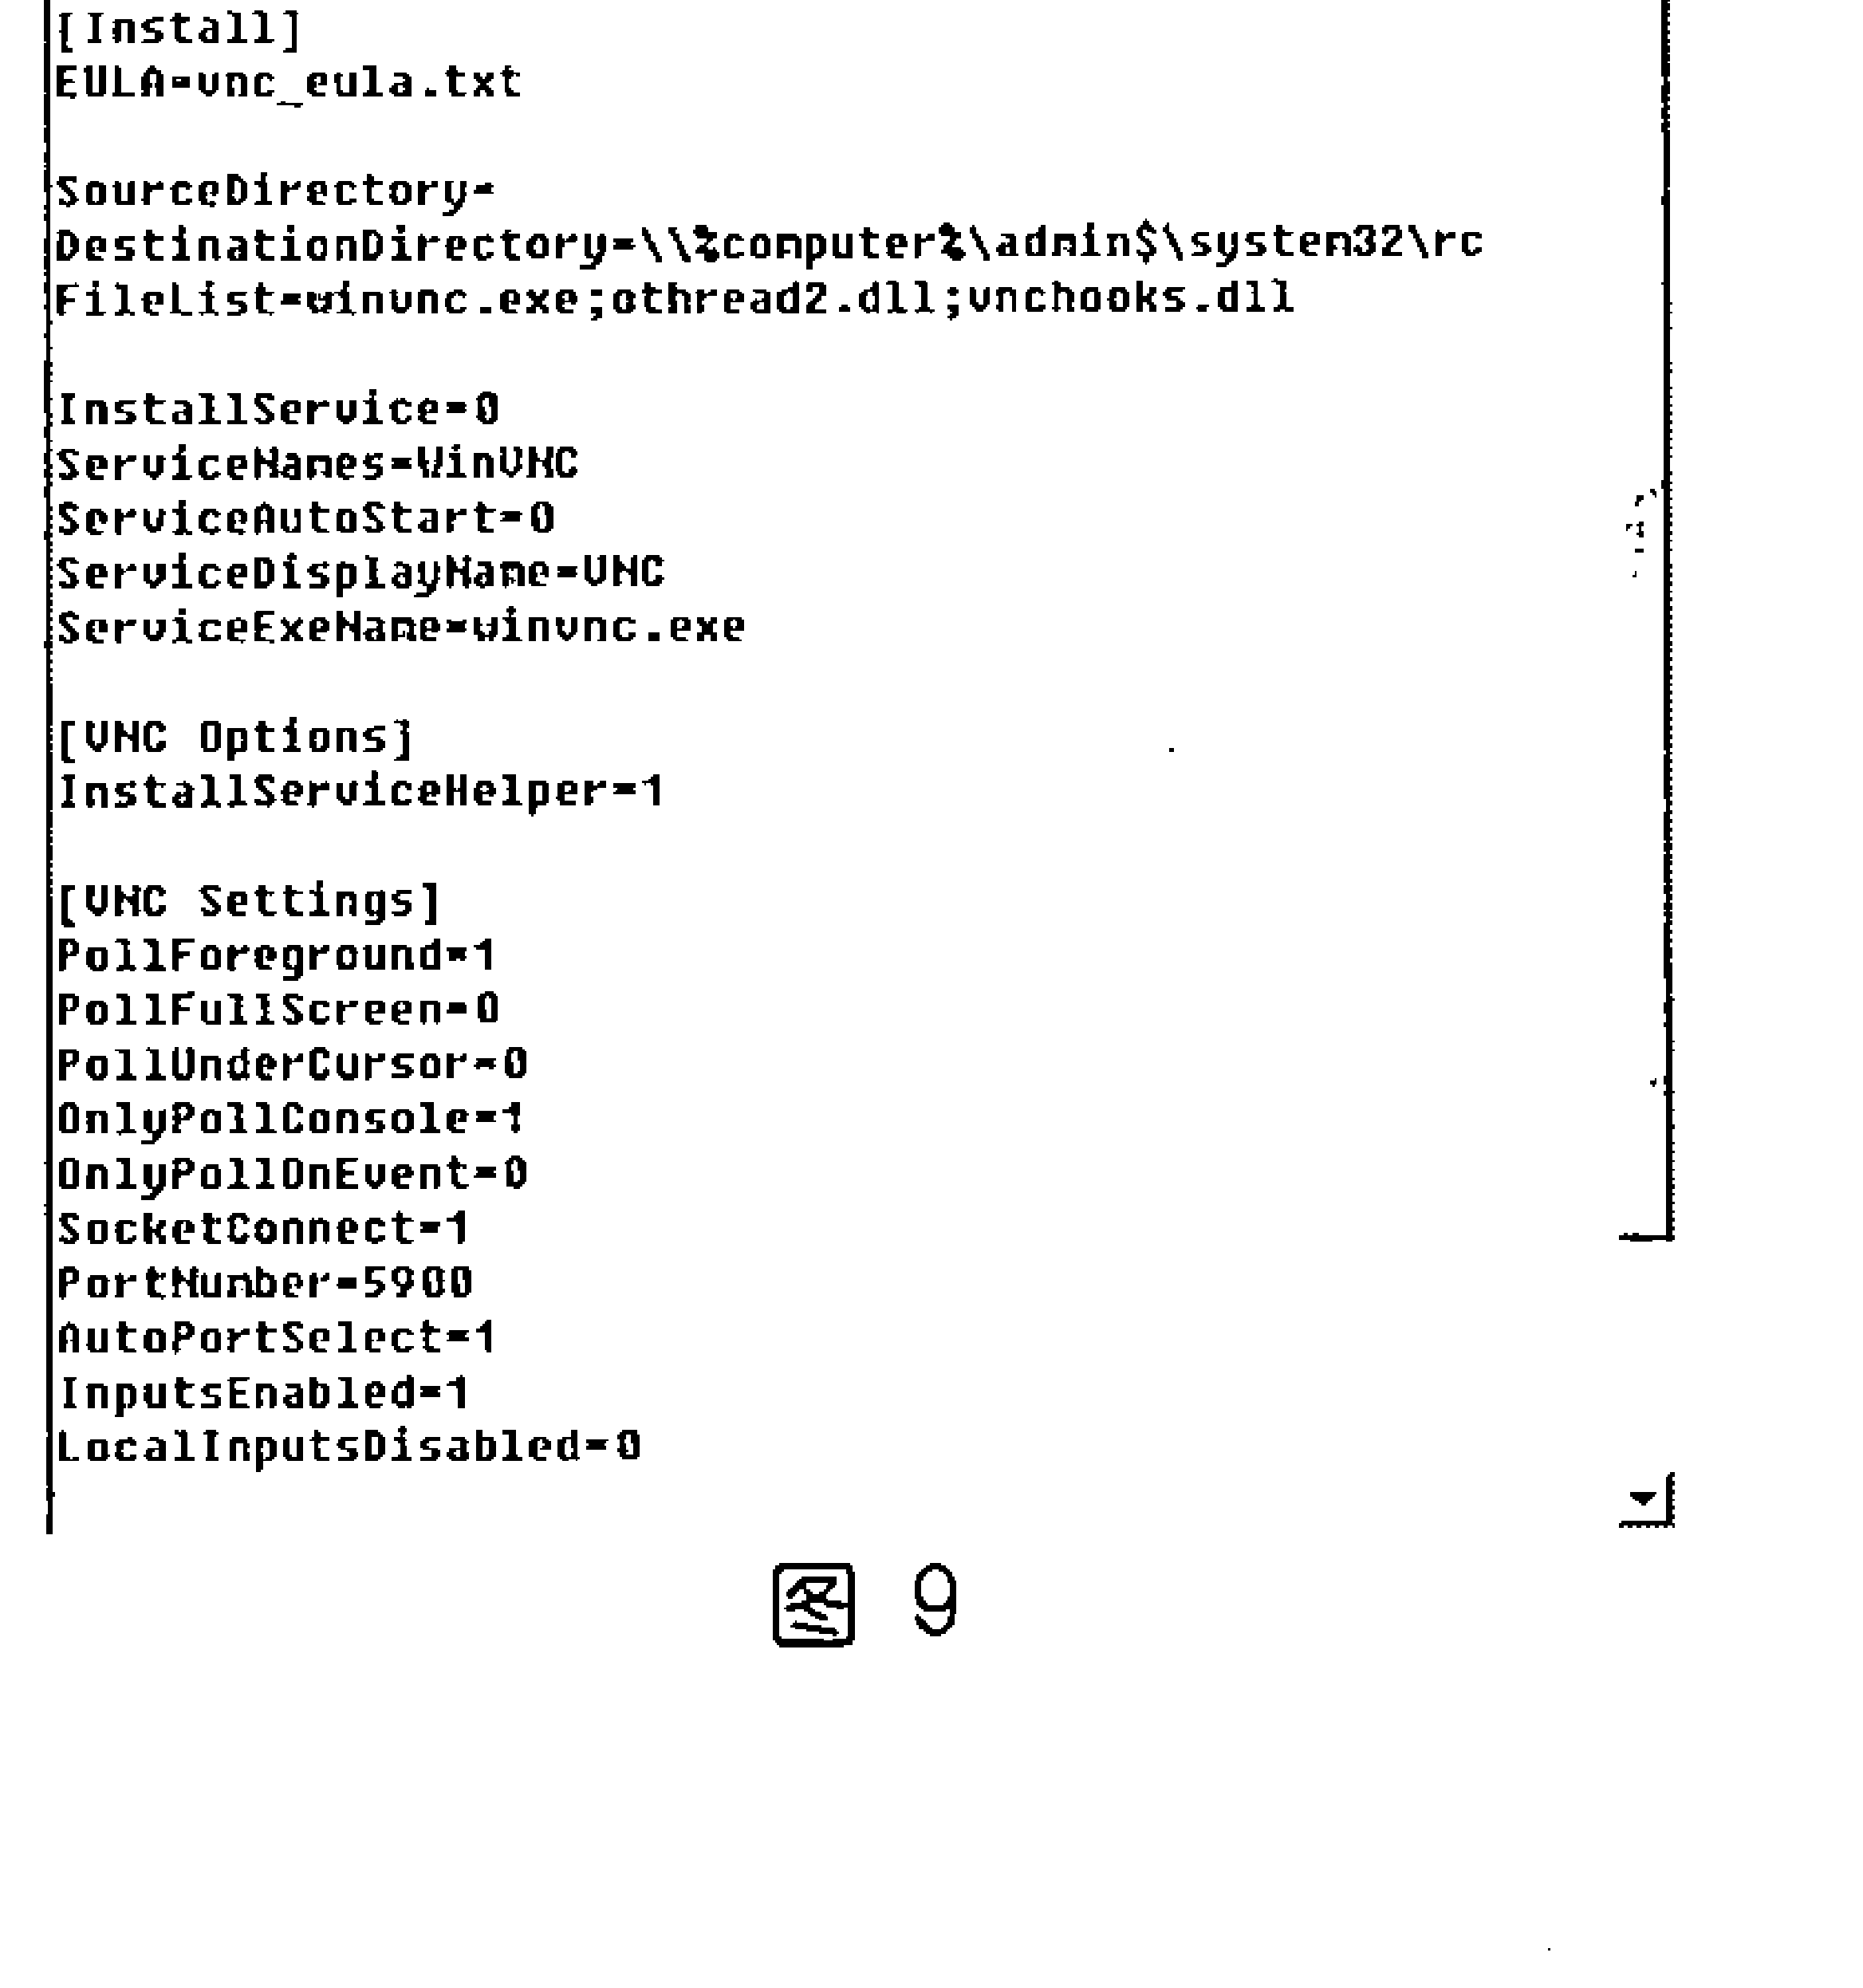 [Install]
EULA=vnc_eula.txt
SourceDirectory=
DestinationDirectory=\\%computer%\admin$\system32\rc
FileList=winvnc.exe;othread2.dll;vnchooks.dll
InstallService=0
ServiceNames=WinVNC
ServiceAutoStart=0
ServiceDisplayName=VNC
ServiceExeName=winvnc.exe
[VNC Options]
InstallServiceHelper=1
[VNC Settings]
PollForeground=1
PollFullScreen=0
PollUnderCursor=0
OnlyPollConsole=1
OnlyPollOnEvent=0
SocketConnect=1
PortNumber=5900
AutoPortSelect=1
InputsEnabled=1
LocalInputsDisabled=0
图 9